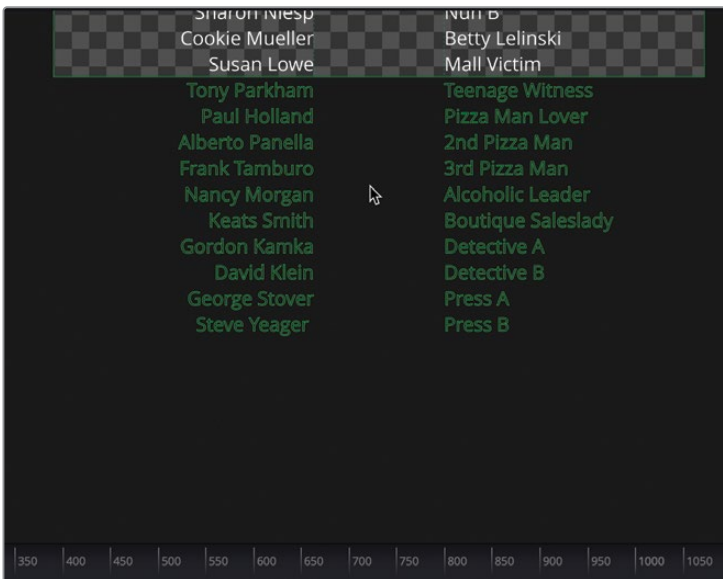 Sharon Niesp Nun B
Cookie Mueller Betty Lelinski
Susan Lowe Mall Victim
Tony Parkham Teenage Witness
Paul Holland Pizza Man Lover
Alberto Panella 2nd Pizza Man
Frank Tamburo 3rd Pizza Man
Nancy Morgan Alcoholic Leader
Keats Smith Boutique Saleslady
Gordon Kamka Detective A
David Klein Detective B
George Stover Press A
Steve Yeager Press B
350 400 450 500 550 600 650 700 750 800 850 900 950 1000 1050